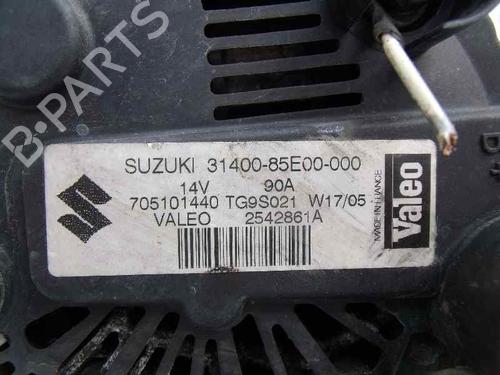 B-PARTS
SUZUKI 31400-85E00-000
14V 90A
705101440 TG9S021 W17/05
VALEO 2542861A
Valeo
MADE IN FRANCE